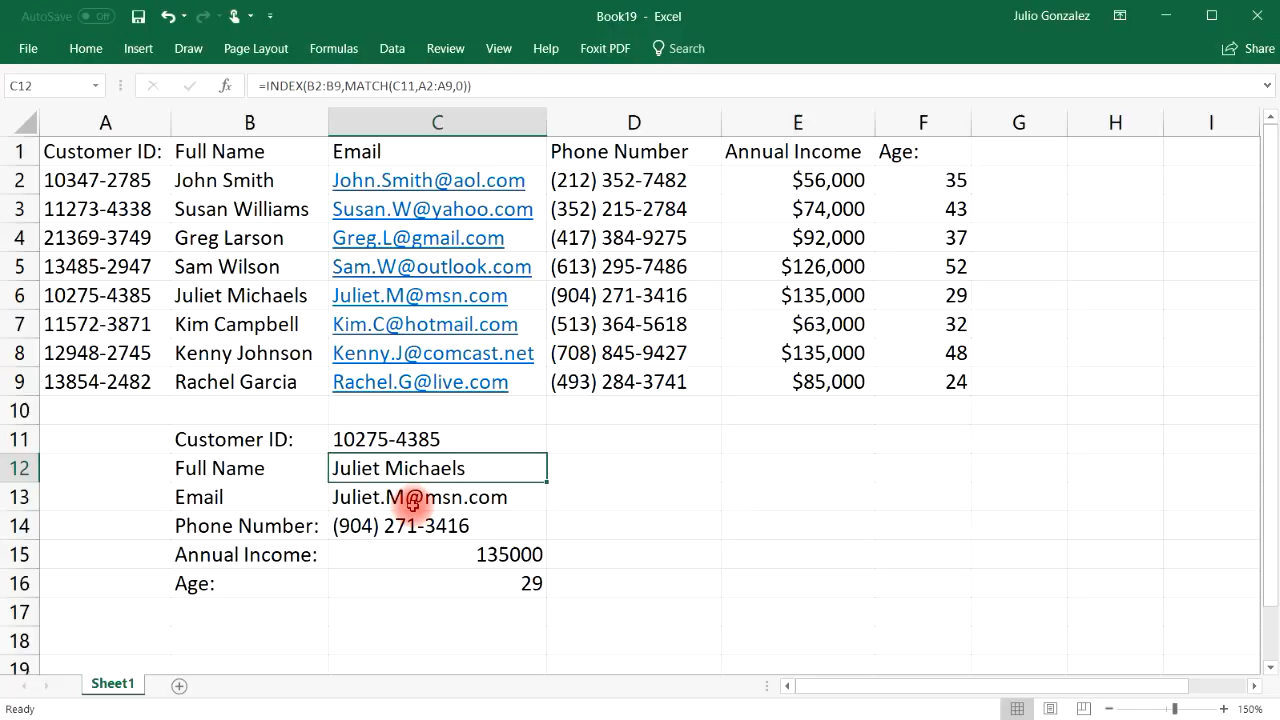 AutoSave Off Book19 - Excel Julio Gonzalez
File Home Insert Draw Page Layout Formulas Data Review View Help Foxit PDF Search Share
C12 fx =INDEX(B2:B9,MATCH(C11,A2:A9,0))
A B C D E F G H I
1 Customer ID: Full Name Email Phone Number Annual Income Age:
2 10347-2785 John Smith John.Smith@aol.com (212) 352-7482 $56,000 35
3 11273-4338 Susan Williams Susan.W@yahoo.com (352) 215-2784 $74,000 43
4 21369-3749 Greg Larson Greg.L@gmail.com (417) 384-9275 $92,000 37
5 13485-2947 Sam Wilson Sam.W@outlook.com (613) 295-7486 $126,000 52
6 10275-4385 Juliet Michaels Juliet.M@msn.com (904) 271-3416 $135,000 29
7 11572-3871 Kim Campbell Kim.C@hotmail.com (513) 364-5618 $63,000 32
8 12948-2745 Kenny Johnson Kenny.J@comcast.net (708) 845-9427 $135,000 48
9 13854-2482 Rachel Garcia Rachel.G@live.com (493) 284-3741 $85,000 24
10
11 Customer ID: 10275-4385
12 Full Name Juliet Michaels
13 Email Juliet.M@msn.com
14 Phone Number: (904) 271-3416
15 Annual Income: 135000
16 Age: 29
17
18
19
Sheet1
Ready 150%